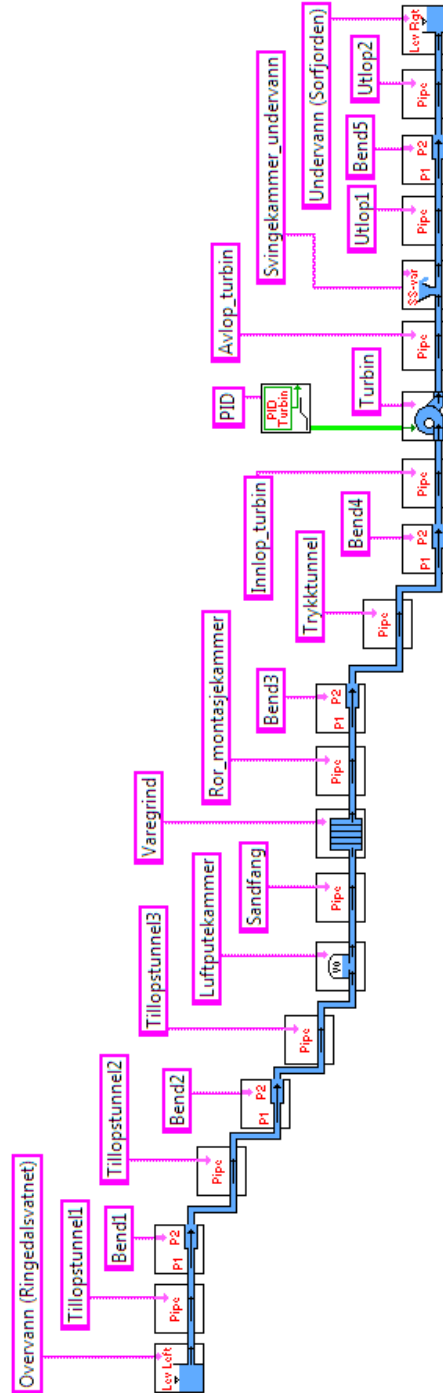 Overvann (Ringedalsvatnet)
Lev Left
Tillopstunnel1
Pipe
Bend1
P1 P2
Tillopstunnel2
Pipe
Bend2
P1 P2
Tillopstunnel3
Pipe
Luftputekammer
V0
Sandfang
Pipe
Varegrind
Ror_montasjekammer
Pipe
Bend3
P1 P2
Trykktunnel
Pipe
Bend4
P1 P2
Innlop_turbin
Pipe
PID
PID
Turbin
Turbin
Avlop_turbin
Pipe
Svingekammer_undervann
SS-var
Utlop1
Pipe
Bend5
P1 P2
Utlop2
Pipe
Undervann (Sorfjorden)
Lev Rgt